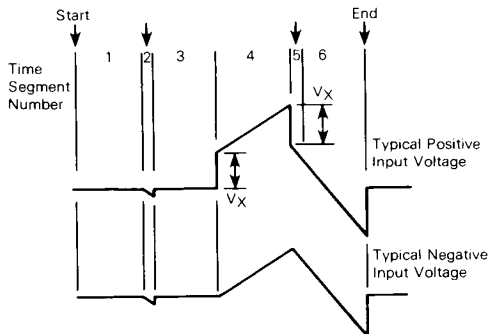 Start
End
1 2 3 4 5 6
Time
Segment
Number
VX
Typical Positive
Input Voltage
VX
Typical Negative
Input Voltage